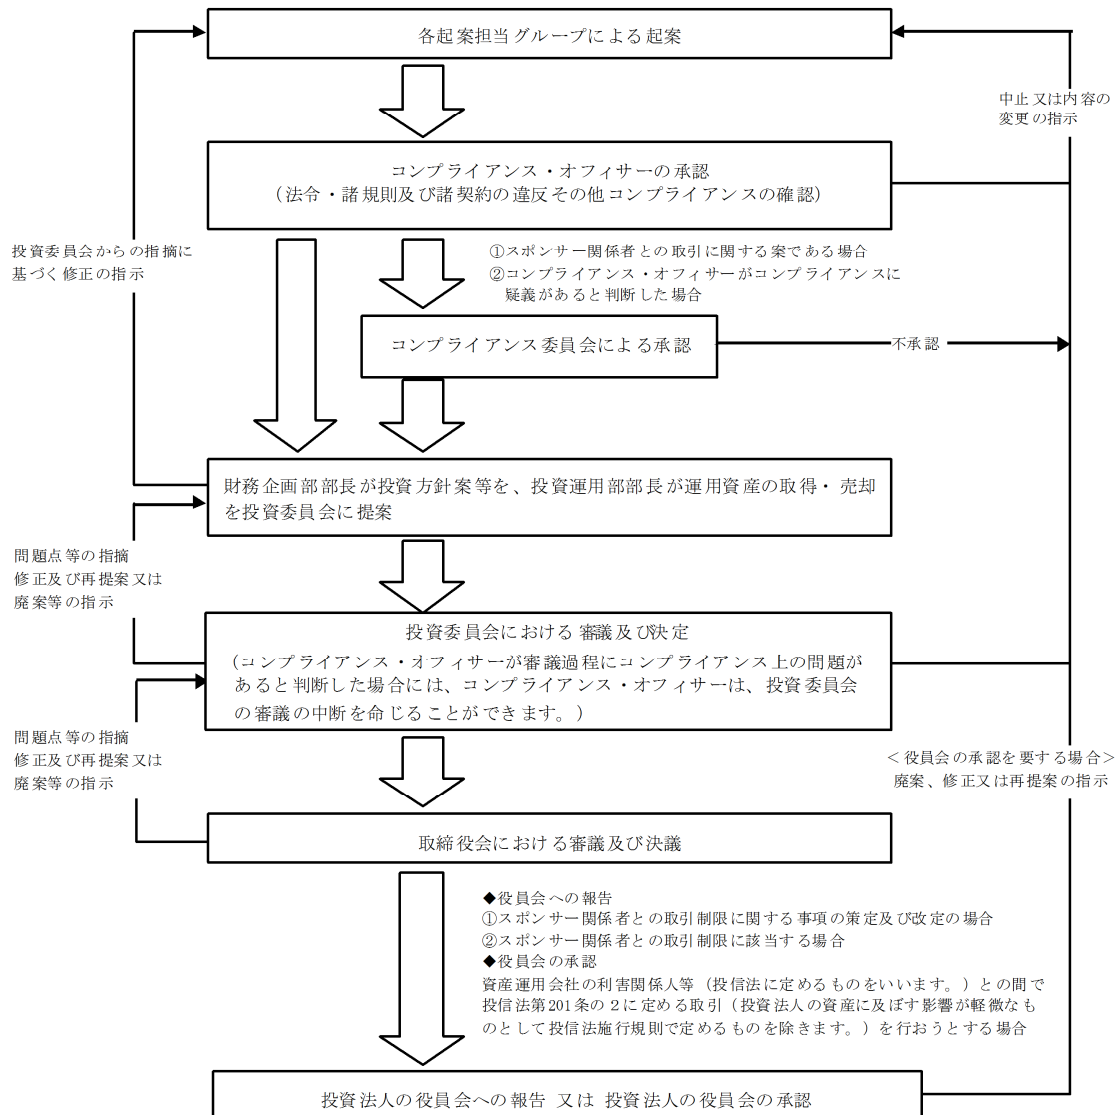 各起案担当グループによる起案
中止又は内容の
変更の指示
コンプライアンス・オフィサーの承認
(法令・諸規則及び諸契約の違反その他コンプライアンスの確認)
投資委員会からの指摘に
基づく修正の指示
①スポンサー関係者との取引に関する案である場合
②コンプライアンス・オフィサーがコンプライアンスに
疑義があると判断した場合
コンプライアンス委員会による承認
不承認
財務企画部部長が投資方針案等を、投資運用部部長が運用資産の取得・売却
を投資委員会に提案
問題点等の指摘
修正及び再提案又は
廃案等の指示
投資委員会における審議及び決定
(コンプライアンス・オフィサーが審議過程にコンプライアンス上の問題が
あると判断した場合には、コンプライアンス・オフィサーは、投資委員会
の審議の中断を命じることができます。)
問題点等の指摘
修正及び再提案又は
廃案等の指示
<役員会の承認を要する場合>
廃案、修正又は再提案の指示
取締役会における審議及び決議
◆役員会への報告
①スポンサー関係者との取引制限に関する事項の策定及び改定の場合
②スポンサー関係者との取引制限に該当する場合
◆役員会の承認
資産運用会社の利害関係人等(投信法に定めるものをいいます。)との間で
投信法第201条の2に定める取引(投資法人の資産に及ぼす影響が軽微なも
のとして投信法施行規則で定めるものを除きます。)を行おうとする場合
投資法人の役員会への報告 又は 投資法人の役員会の承認